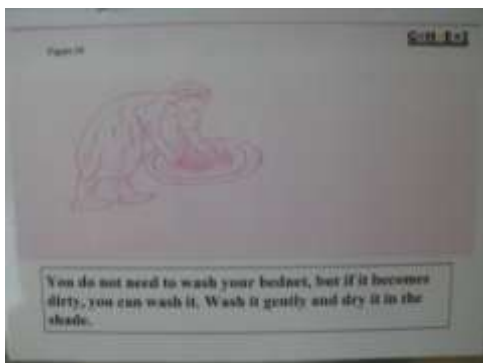 You do not need to wash your bednet, but if it becomes
dirty, you can wash it. Wash it gently and dry it in the
shade.